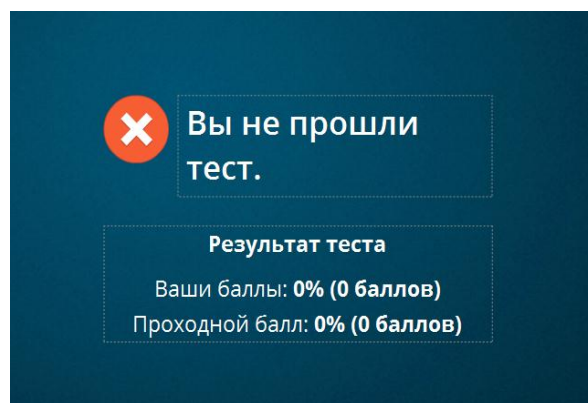 Вы не прошли
тест.
Результат теста
Ваши баллы: 0% (0 баллов)
Проходной балл: 0% (0 баллов)